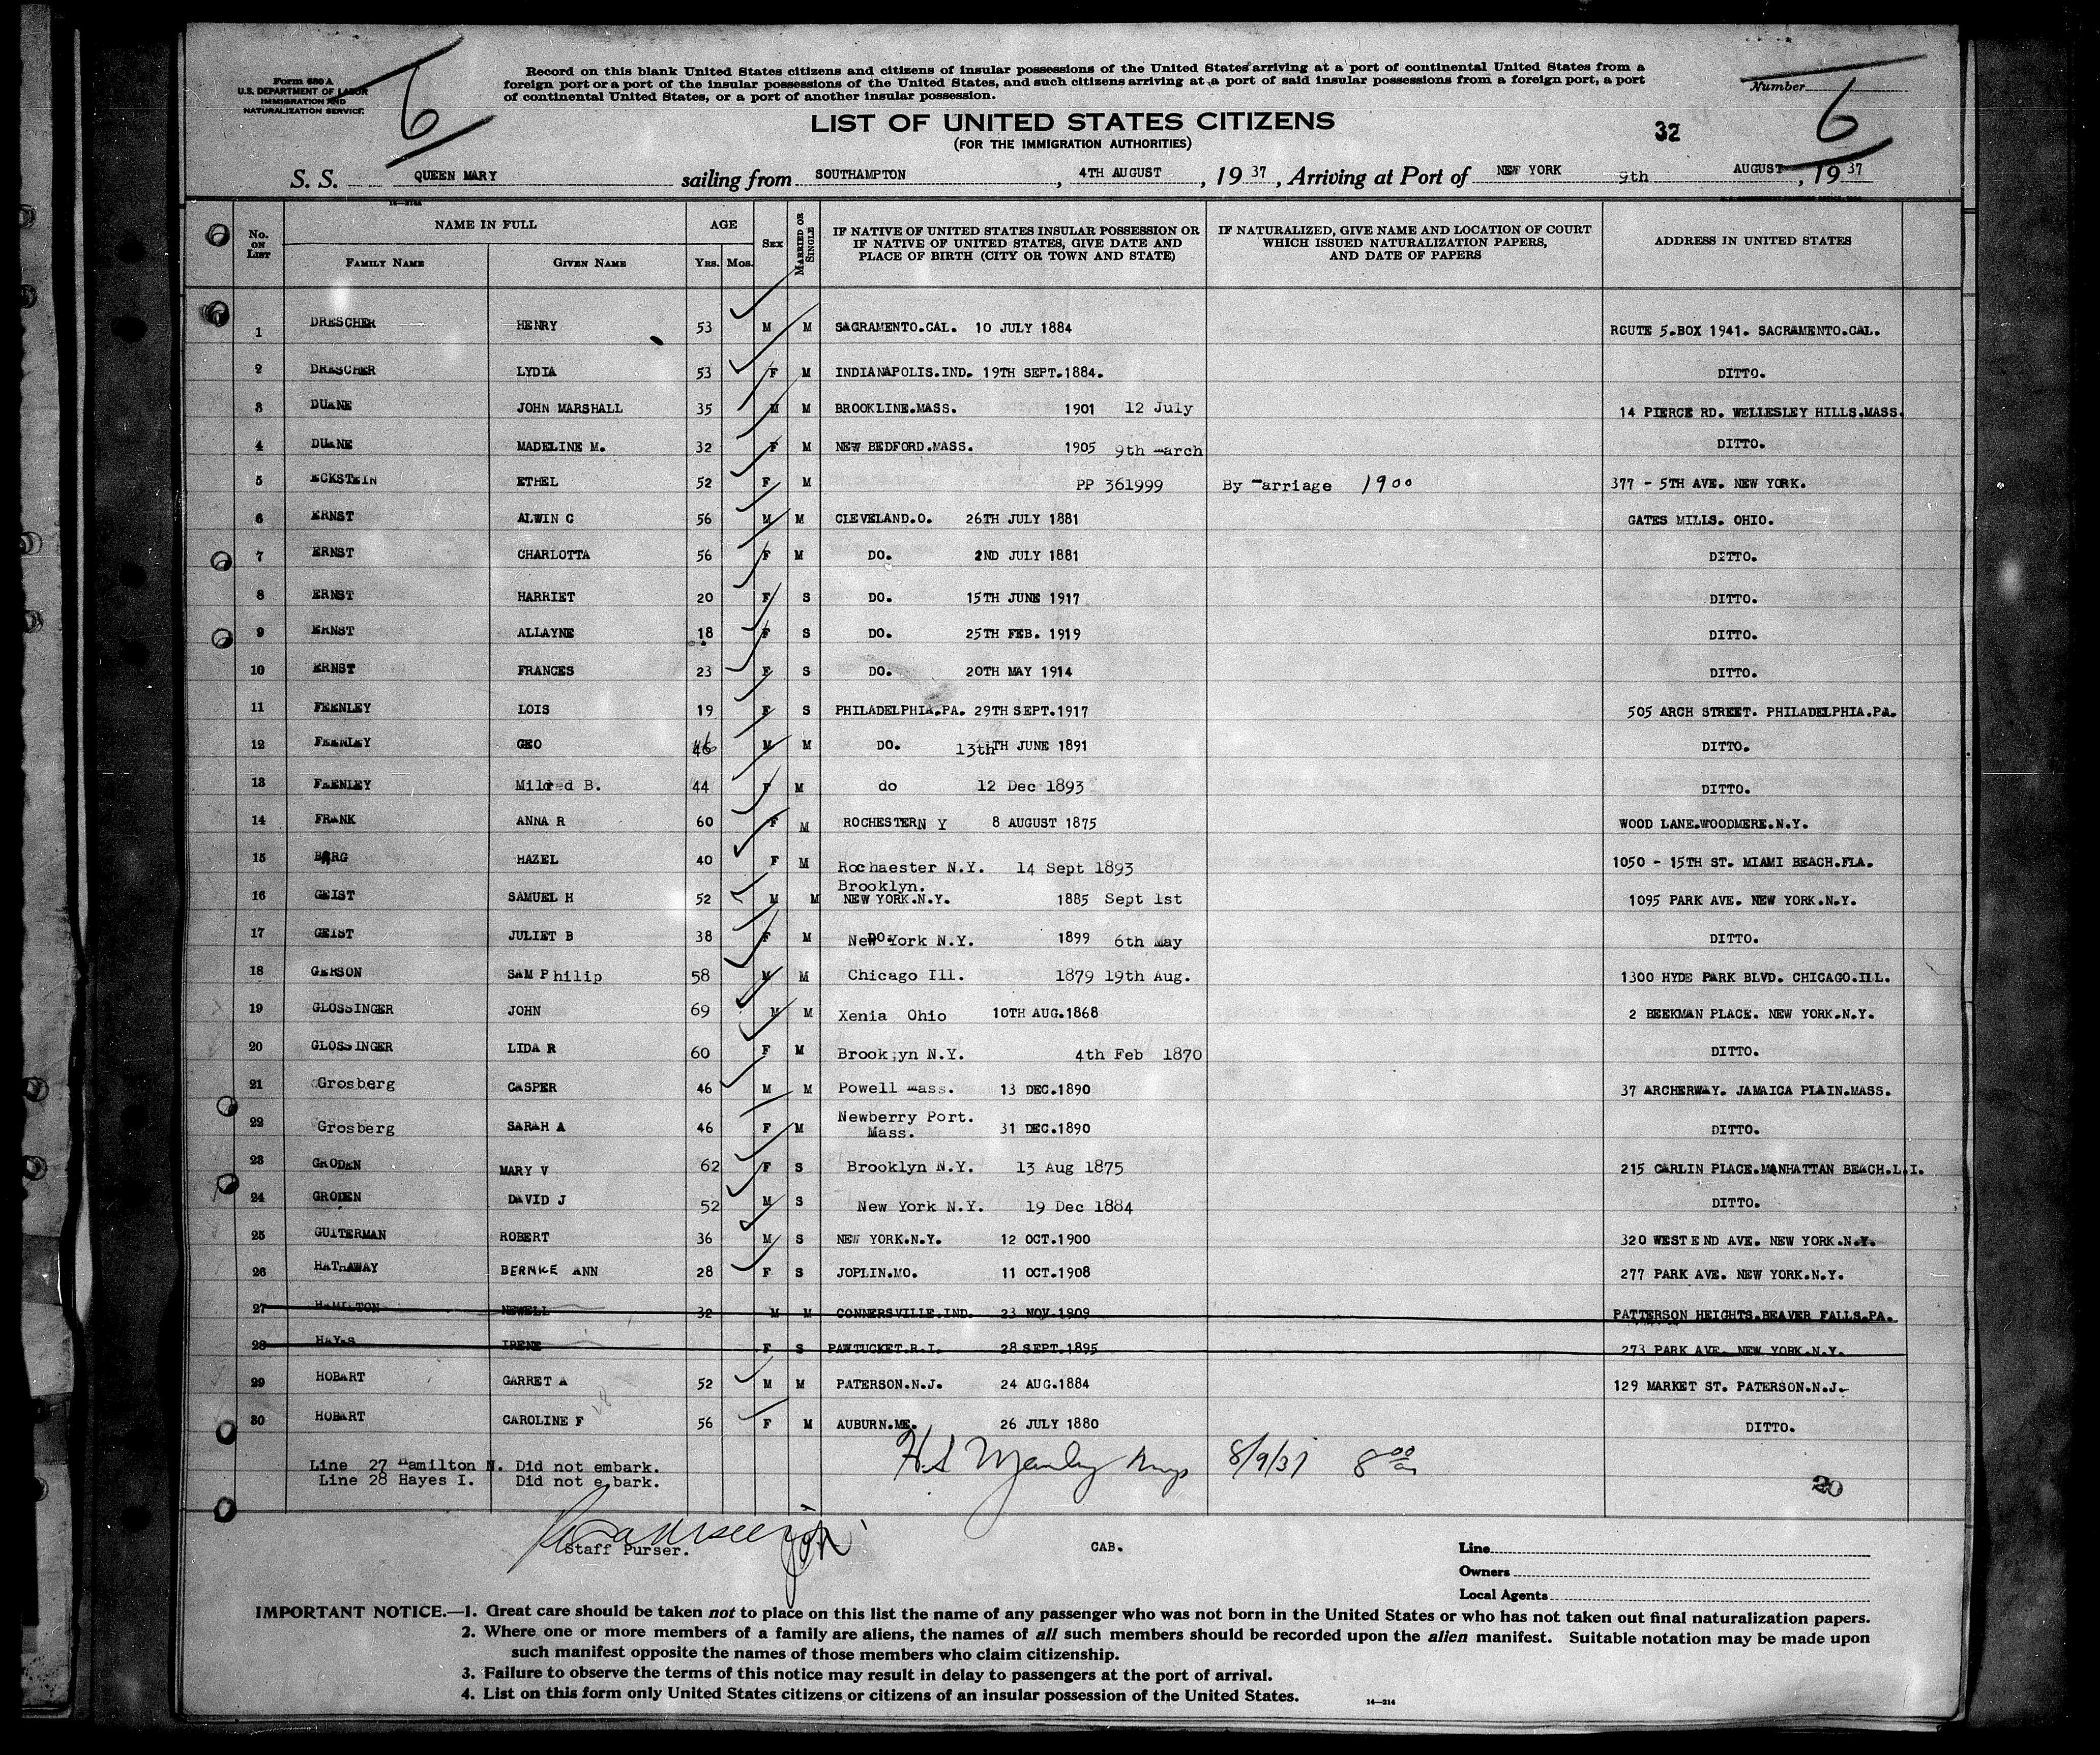 Form 630 A
U.S. DEPARTMENT OF LABOR
IMMIGRATION AND
NATURALIZATION SERVICE
6
Record on this blank United States citizens and citizens of insular possessions of the United States arriving at a port of continental United States from a
foreign port or a port of the insular possessions of the United States, and such citizens arriving at a port of said insular possessions from a foreign port, a port
of continental United States, or a port of another insular possession.
Number
6
LIST OF UNITED STATES CITIZENS
(FOR THE IMMIGRATION AUTHORITIES)
32
S. S. QUEEN MARY sailing from SOUTHAMPTON, 4TH AUGUST, 19 37, Arriving at Port of NEW YORK 9th AUGUST, 19 37
No. ON LIST NAME IN FULL FAMILY NAME GIVEN NAME AGE YRS. MOS. SEX MARRIED OR SINGLE IF NATIVE OF UNITED STATES INSULAR POSSESSION OR IF NATIVE OF UNITED STATES, GIVE DATE AND PLACE OF BIRTH (CITY OR TOWN AND STATE) IF NATURALIZED, GIVE NAME AND LOCATION OF COURT WHICH ISSUED NATURALIZATION PAPERS, AND DATE OF PAPERS ADDRESS IN UNITED STATES
1 DRESCHER HENRY 53 M M SACRAMENTO.CAL. 10 JULY 1884 ROUTE 5.BOX 1941. SACRAMENTO.CAL.
2 DRESCHER LYDIA 53 F M INDIANAPOLIS.IND. 19TH SEPT.1884. DITTO.
3 DUANE JOHN MARSHALL 35 M M BROOKLINE.MASS. 1901 12 July 14 PIERCE RD. WELLESLEY HILLS.MASS.
4 DUANE MADELINE M. 32 F M NEW BEDFORD.MASS. 1905 9th March DITTO.
5 ECKSTEIN ETHEL 52 F M PP 361999 By Marriage 1900 377 - 5TH AVE. NEW YORK.
6 ERNST ALWIN C 56 M M CLEVELAND.O. 26TH JULY 1881 GATES MILLS. OHIO.
7 ERNST CHARLOTTA 56 F M DO. 2ND JULY 1881 DITTO.
8 ERNST HARRIET 20 F S DO. 15TH JUNE 1917 DITTO.
9 ERNST ALLAYNE 18 F S DO. 25TH FEB. 1919 DITTO.
10 ERNST FRANCES 23 F S DO. 20TH MAY 1914 DITTO.
11 FEENLEY LOIS 19 F S PHILADELPHIA.PA. 29TH SEPT.1917 505 ARCH STREET. PHILADELPHIA.PA.
12 FEENLEY GEO 46 M M DO. 13thTH JUNE 1891 DITTO.
13 FEENLEY Mildred B. 44 F M do 12 Dec 1893 DITTO.
14 FRANK ANNA R 60 F M ROCHESTERN Y 8 AUGUST 1875 WOOD LANE.WOODMERE.N.Y.
15 BERG HAZEL 40 F M Rochaester N.Y. 14 Sept 1893 1050 - 15TH ST. MIAMI BEACH.FLA.
16 GEIST SAMUEL H 52 M M Brooklyn. NEW YORK.N.Y. 1885 Sept 1st 1095 PARK AVE. NEW YORK.N.Y.
17 GEIST JULIET B 38 F M DO. New York N.Y. 1899 6th May DITTO.
18 GERSON SAM Philip 58 M M Chicago Ill. 1879 19th Aug. 1300 HYDE PARK BLVD. CHICAGO.ILL.
19 GLOSSINGER JOHN 69 M M Xenia Ohio 10TH AUG.1868 2 BEEKMAN PLACE. NEW YORK.N.Y.
20 GLOSSINGER LIDA R 60 F M Brook;yn N.Y. 4th Feb 1870 DITTO.
21 Grosberg CASPER 46 M M Powell Mass. 13 DEC.1890 37 ARCHERWAY. JAMAICA PLAIN.MASS.
22 Grosberg SARAH A 46 F M Newberry Port. Mass. 31 DEC.1890 DITTO.
23 GRODEN MARY V 62 F S Brooklyn N.Y. 13 Aug 1875 215 CARLIN PLACE.MANHATTAN BEACH.L.I.
24 GRODEN DAVID J 52 M S New York N.Y. 19 Dec 1884 DITTO.
25 GUITERMAN ROBERT 36 M S NEW YORK.N.Y. 12 OCT.1900 320 WEST END AVE. NEW YORK.N.Y.
26 HATHAWAY BERNICE ANN 28 F S JOPLIN.MO. 11 OCT.1908 277 PARK AVE. NEW YORK.N.Y.
27 HAMILTON NEWELL 32 M M CONNERSVILLE.IND. 23 NOV.1909 PATTERSON HEIGHTS.BEAVER FALLS.PA.
28 HAYES IRENE F S PAWTUCKET.R.I. 28 SEPT.1895 273 PARK AVE. NEW YORK.N.Y.
29 HOBART GARRET A 52 M M PATERSON.N.J. 24 AUG.1884 129 MARKET ST. PATERSON.N.J.
30 HOBART CAROLINE F 56 F M AUBURN.ME. 26 JULY 1880 DITTO.
Line 27 Hamilton N. Did not embark.
Line 28 Hayes I. Did not e bark.
H.S Manley 8/9/37 8 00
20
Staff Purser.
CAB.
Line
Owners
Local Agents
IMPORTANT NOTICE.—1. Great care should be taken not to place on this list the name of any passenger who was not born in the United States or who has not taken out final naturalization papers.
2. Where one or more members of a family are aliens, the names of all such members should be recorded upon the alien manifest. Suitable notation may be made upon
such manifest opposite the names of those members who claim citizenship.
3. Failure to observe the terms of this notice may result in delay to passengers at the port of arrival.
4. List on this form only United States citizens or citizens of an insular possession of the United States.
14—214